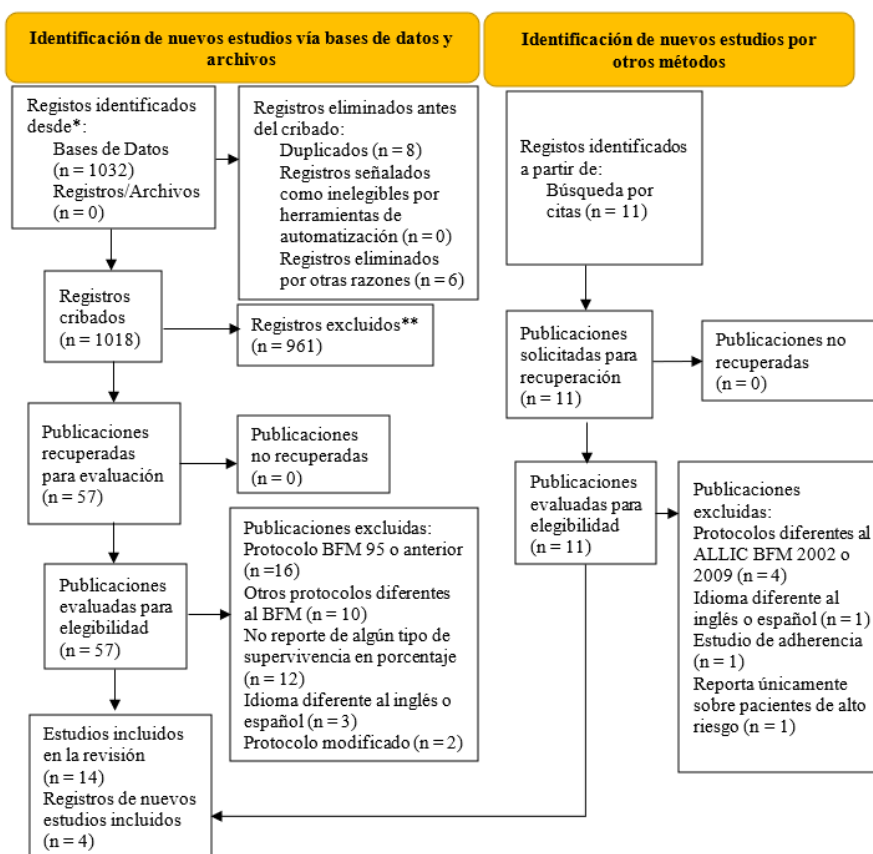 Identificación de nuevos estudios vía bases de datos y
archivos
Identificación de nuevos estudios por
otros métodos
Registos identificados
desde*:
Bases de Datos
(n = 1032)
Registros/Archivos
(n = 0)
Registros eliminados antes
del cribado:
Duplicados (n = 8)
Registros señalados
como inelegibles por
herramientas de
automatización (n = 0)
Registros eliminados
por otras razones (n = 6)
Registos identificados
a partir de:
Búsqueda por
citas (n = 11)
Registros
cribados
(n = 1018)
Registros excluidos**
(n = 961)
Publicaciones
solicitadas para
recuperación
(n = 11)
Publicaciones no
recuperadas
(n = 0)
Publicaciones
recuperadas
para evaluación
(n = 57)
Publicaciones
no recuperadas
(n = 0)
Publicaciones
evaluadas para
elegibilidad
(n = 11)
Publicaciones
excluidas:
Protocolos diferentes al
ALLIC BFM 2002 o
2009 (n = 4)
Idioma diferente al
inglés o español (n = 1)
Estudio de adherencia
(n = 1)
Reporta únicamente
sobre pacientes de alto
riesgo (n = 1)
Publicaciones
evaluadas para
elegibilidad
(n = 57)
Publicaciones excluidas:
Protocolo BFM 95 o anterior
(n =16)
Otros protocolos diferentes
al BFM (n = 10)
No reporte de algún tipo de
supervivencia en porcentaje
(n = 12)
Idioma diferente al inglés o
español (n = 3)
Protocolo modificado (n = 2)
Estudios incluidos
en la revisión
(n = 14)
Registros de nuevos
estudios incluidos
(n = 4)